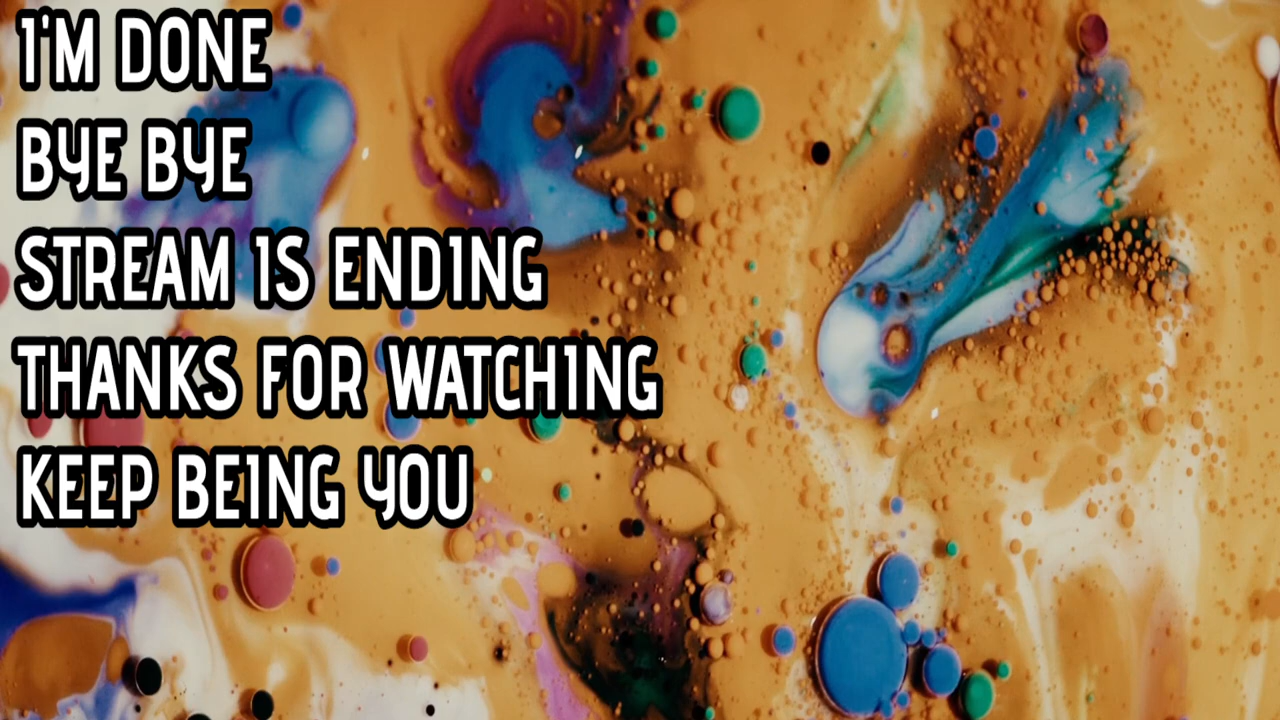 I'M DONE
BYE BYE
STREAM IS ENDING
THANKS FOR WATCHING
KEEP BEING YOU